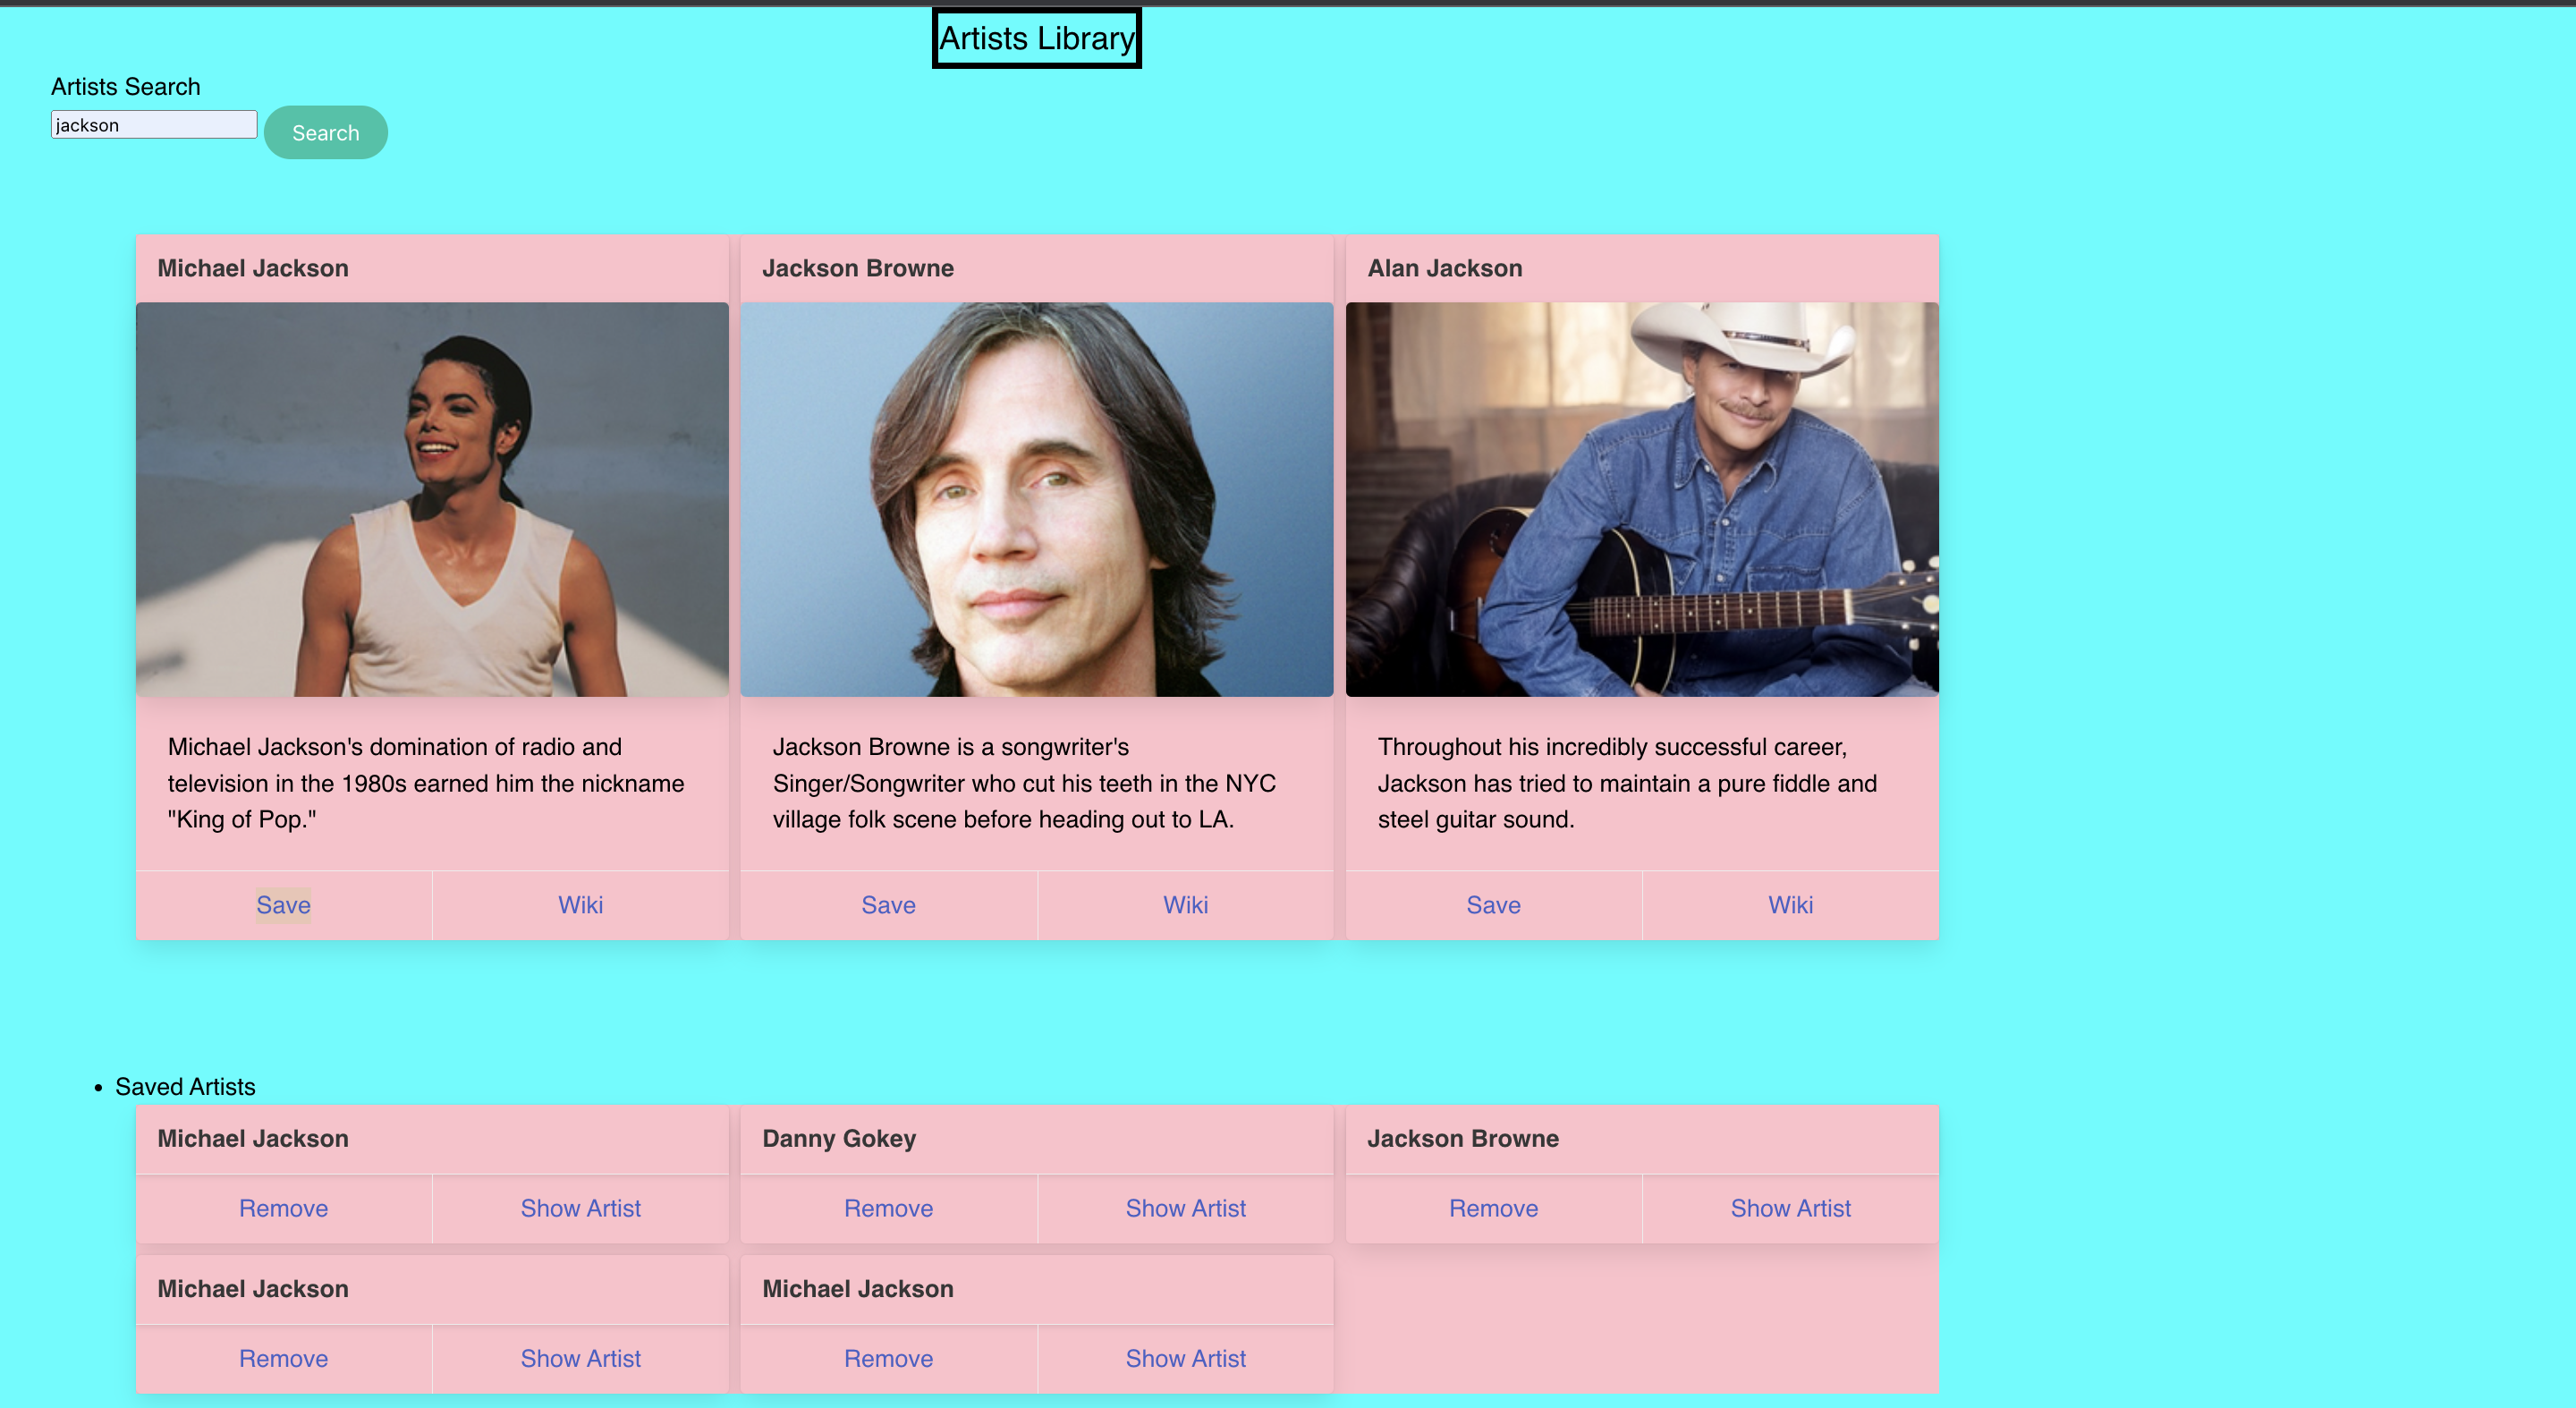 Artists Library
Artists Search
jackson
Search
Michael Jackson
Jackson Browne
Alan Jackson
Michael Jackson's domination of radio and
television in the 1980s earned him the nickname
"King of Pop."
Jackson Browne is a songwriter's
Singer/Songwriter who cut his teeth in the NYC
village folk scene before heading out to LA.
Throughout his incredibly successful career,
Jackson has tried to maintain a pure fiddle and
steel guitar sound.
Save
Wiki
Save
Wiki
Save
Wiki
Saved Artists
Michael Jackson
Danny Gokey
Jackson Browne
Remove
Show Artist
Remove
Show Artist
Remove
Show Artist
Michael Jackson
Michael Jackson
Remove
Show Artist
Remove
Show Artist